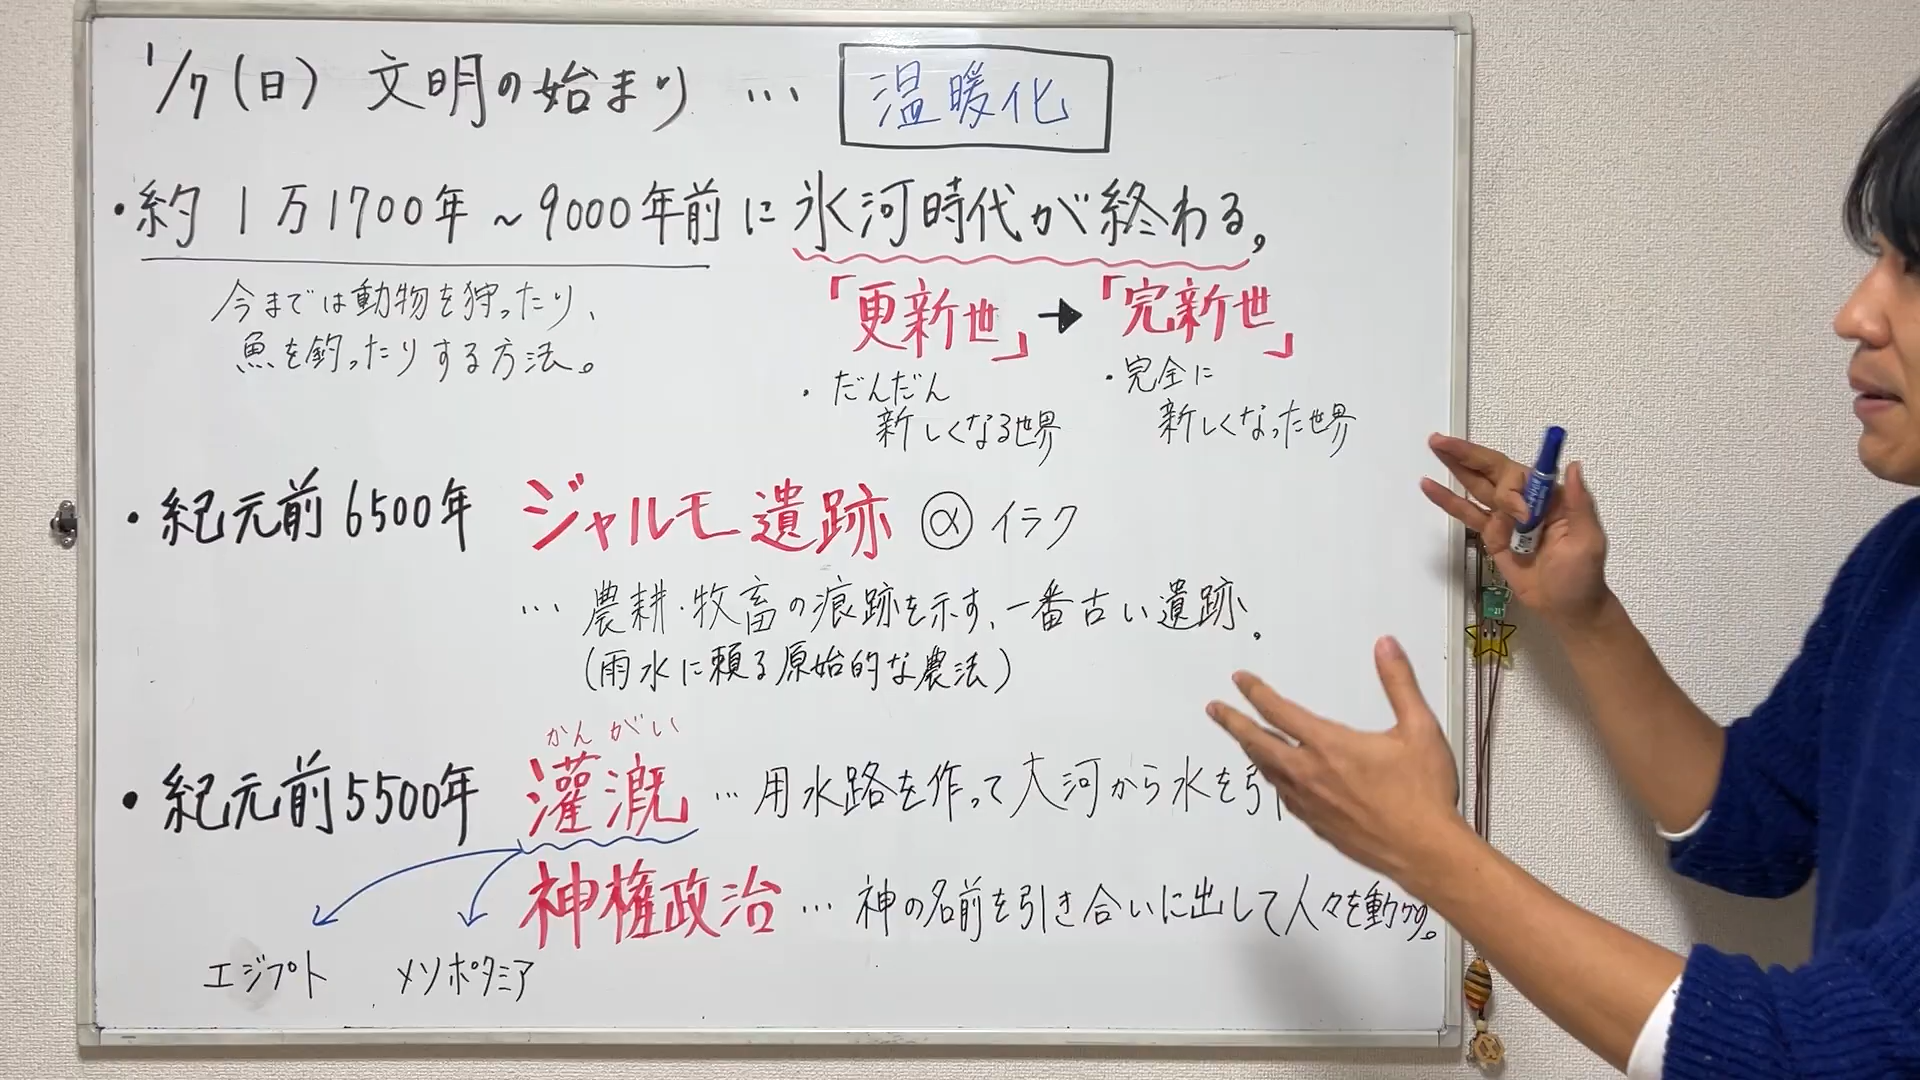 1/7(日) 文明の始まり … 温暖化
・約1万1700年~9000年前に氷河時代が終わる。
今までは動物を狩ったり、
魚を釣ったりする方法。
「更新世」→「完新世」
・だんだん
新しくなる世界
・完全に
新しくなった世界
・紀元前6500年 ジャルモ遺跡 @ イラク
… 農耕・牧畜の痕跡を示す、一番古い遺跡。
(雨水に頼る原始的な農法)
かんがい
・紀元前5500年 灌漑 … 用水路を作って大河から水を引
神権政治 … 神の名前を引き合いに出して人々を動かす。
エジプト メソポタミア